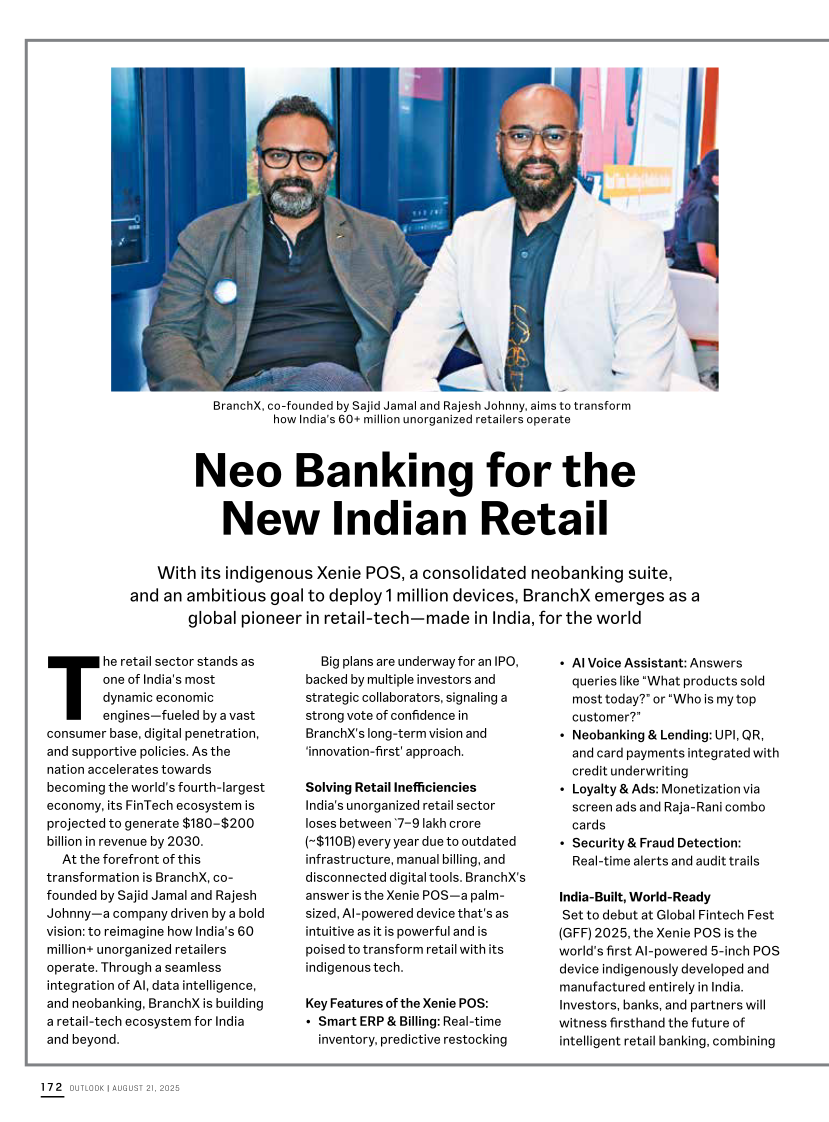 Real Time Monitoring & Analytics
BranchX, co-founded by Sajid Jamal and Rajesh Johnny, aims to transform
how India's 60+ million unorganized retailers operate
Neo Banking for the
New Indian Retail
With its indigenous Xenie POS, a consolidated neobanking suite,
and an ambitious goal to deploy 1 million devices, BranchX emerges as a
global pioneer in retail-tech—made in India, for the world
The retail sector stands as
one of India's most
dynamic economic
engines—fueled by a vast
consumer base, digital penetration,
and supportive policies. As the
nation accelerates towards
becoming the world's fourth-largest
economy, its FinTech ecosystem is
projected to generate $180–$200
billion in revenue by 2030.
At the forefront of this
transformation is BranchX, co-
founded by Sajid Jamal and Rajesh
Johnny—a company driven by a bold
vision: to reimagine how India's 60
million+ unorganized retailers
operate. Through a seamless
integration of AI, data intelligence,
and neobanking, BranchX is building
a retail-tech ecosystem for India
and beyond.
Big plans are underway for an IPO,
backed by multiple investors and
strategic collaborators, signaling a
strong vote of confidence in
BranchX's long-term vision and
'innovation-first' approach.
Solving Retail Inefficiencies
India's unorganized retail sector
loses between `7–9 lakh crore
(~$110B) every year due to outdated
infrastructure, manual billing, and
disconnected digital tools. BranchX's
answer is the Xenie POS—a palm-
sized, AI-powered device that's as
intuitive as it is powerful and is
poised to transform retail with its
indigenous tech.
Key Features of the Xenie POS:
• Smart ERP & Billing: Real-time
inventory, predictive restocking
• AI Voice Assistant: Answers
queries like "What products sold
most today?" or "Who is my top
customer?"
• Neobanking & Lending: UPI, QR,
and card payments integrated with
credit underwriting
• Loyalty & Ads: Monetization via
screen ads and Raja-Rani combo
cards
• Security & Fraud Detection:
Real-time alerts and audit trails
India-Built, World-Ready
Set to debut at Global Fintech Fest
(GFF) 2025, the Xenie POS is the
world's first AI-powered 5-inch POS
device indigenously developed and
manufactured entirely in India.
Investors, banks, and partners will
witness firsthand the future of
intelligent retail banking, combining
172 OUTLOOK | AUGUST 21, 2025